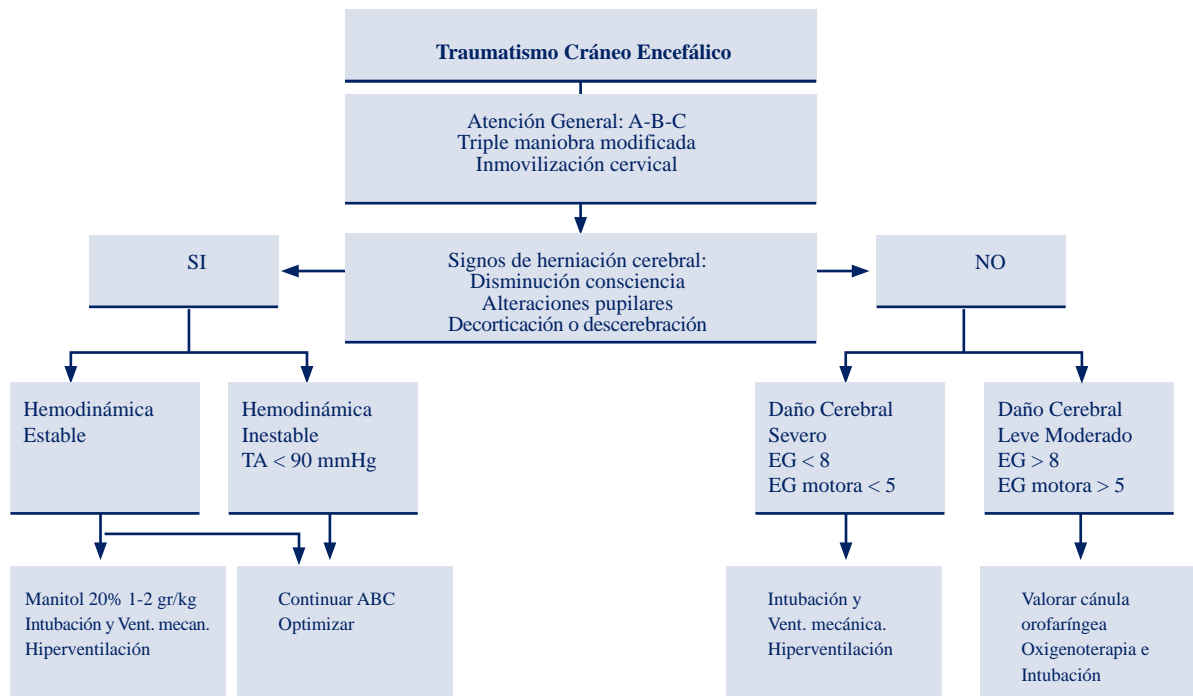 Traumatismo Cráneo Encefálico
Atención General: A-B-C
Triple maniobra modificada
Inmovilización cervical
SI
Signos de herniación cerebral:
Disminución consciencia
Alteraciones pupilares
Decorticación o descerebración
NO
Hemodinámica
Estable
Hemodinámica
Inestable
TA < 90 mmHg
Daño Cerebral
Severo
EG < 8
EG motora < 5
Daño Cerebral
Leve Moderado
EG > 8
EG motora > 5
Manitol 20% 1-2 gr/kg
Intubación y Vent. mecan.
Hiperventilación
Continuar ABC
Optimizar
Intubación y
Vent. mecánica.
Hiperventilación
Valorar cánula
orofaríngea
Oxigenoterapia e
Intubación